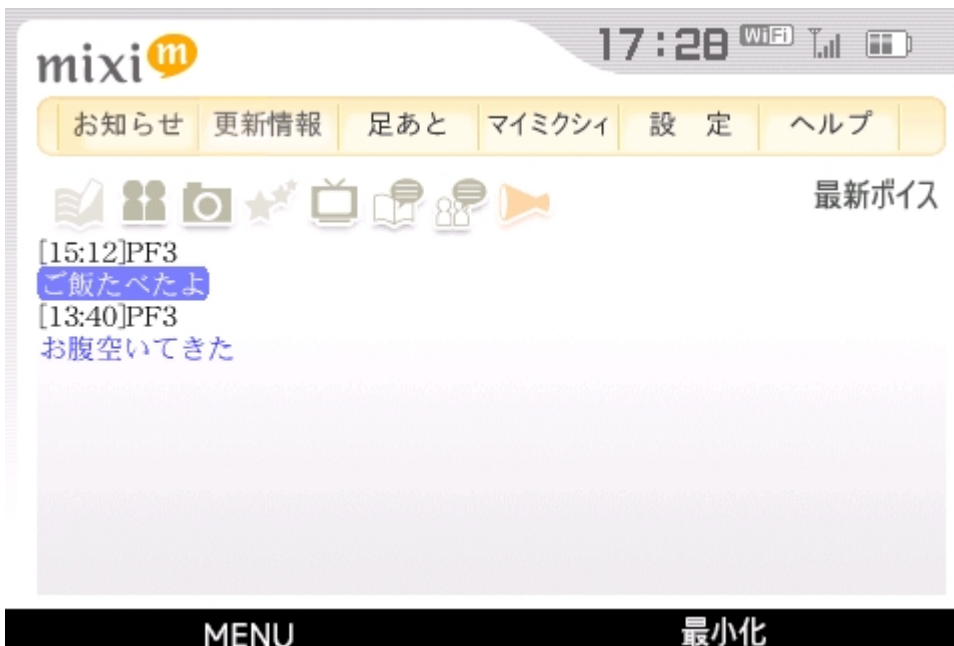 mixi m
17:28 WiFi
お知らせ 更新情報 足あと マイミクシィ 設 定 ヘルプ
最新ボイス
[15:12]PF3
ご飯たべたよ
[13:40]PF3
お腹空いてきた
MENU 最小化